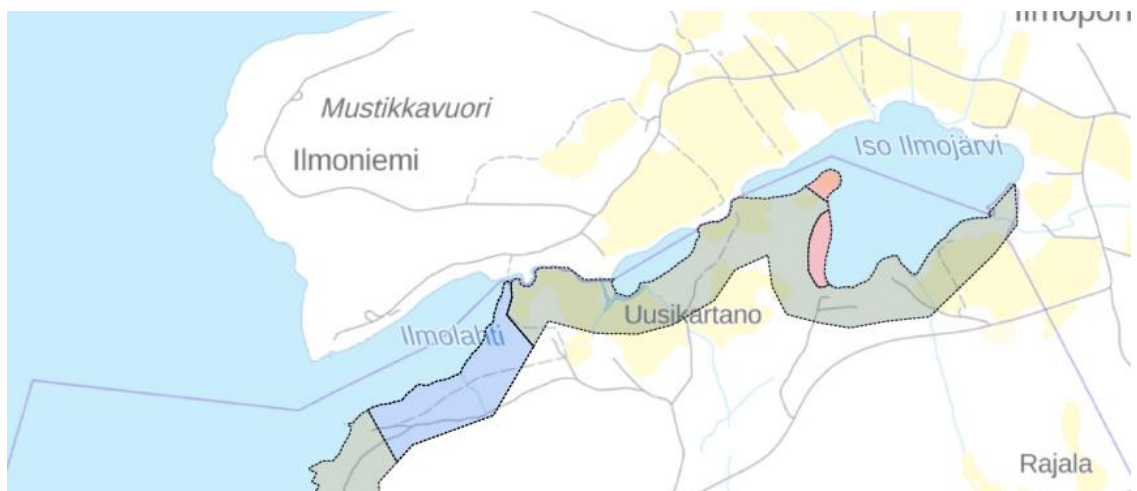 Mustikkavuori
Ilmoniemi
Iso Ilmojärvi
Ilmolahti
Uusikartano
Rajala